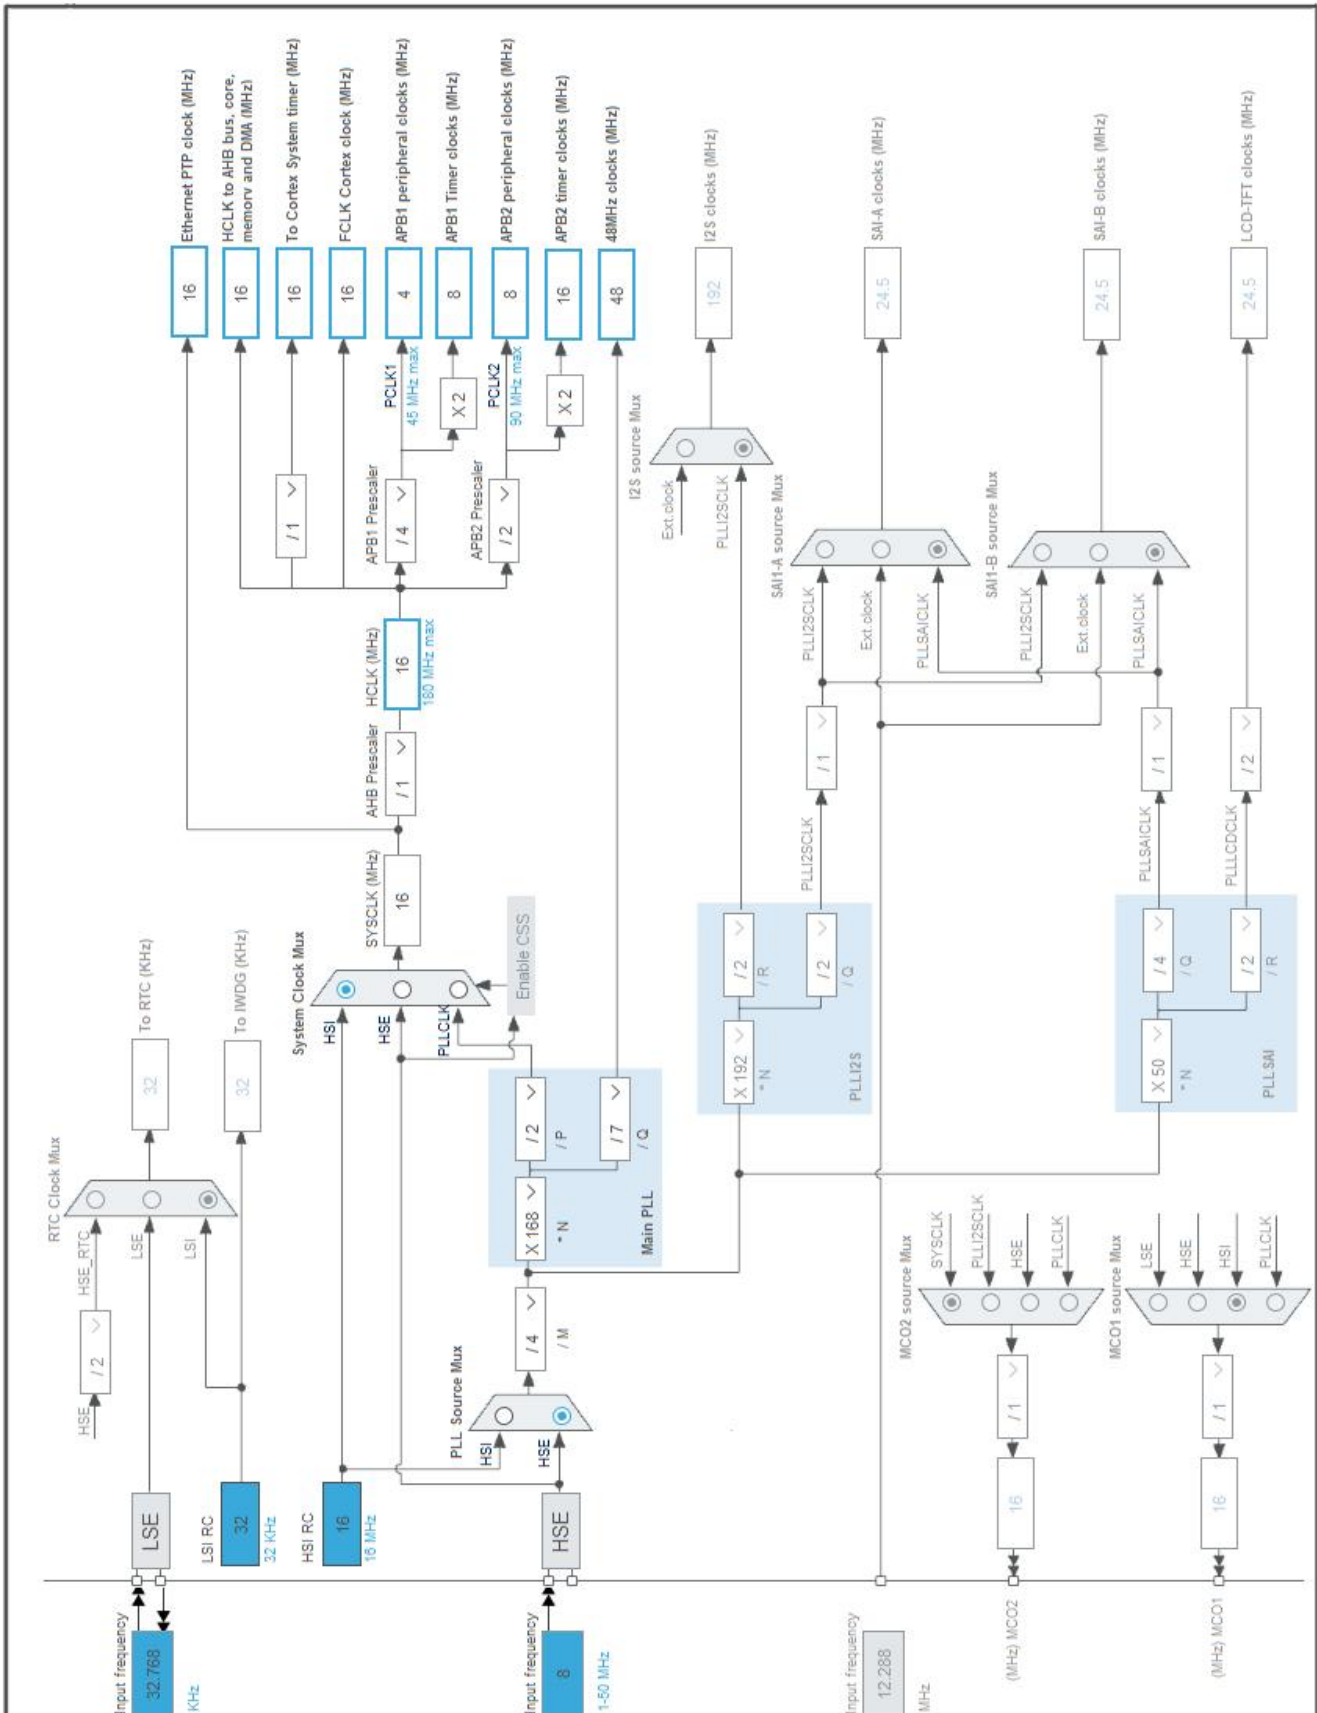 Input frequency
32.768
KHz
LSE
HSE
/ 2
HSE_RTC
LSE
LSI
RTC Clock Mux
32
To RTC (KHz)
LSI RC
32
32 KHz
32
To IWDG (KHz)
HSI RC
16
16 MHz
Input frequency
8
1-50 MHz
HSE
PLL Source Mux
HSI
HSE
/ 4
/ M
X 168
* N
/ 2
/ P
/ 7
/ Q
Main PLL
System Clock Mux
HSI
HSE
PLLCLK
Enable CSS
SYSCLK (MHz)
16
AHB Prescaler
/ 1
HCLK (MHz)
16
180 MHz max
/ 1
APB1 Prescaler
/ 4
PCLK1
45 MHz max
X 2
APB2 Prescaler
/ 2
PCLK2
90 MHz max
X 2
16
Ethernet PTP clock (MHz)
16
HCLK to AHB bus, core,
memory and DMA (MHz)
16
To Cortex System timer (MHz)
16
FCLK Cortex clock (MHz)
4
APB1 peripheral clocks (MHz)
8
APB1 Timer clocks (MHz)
8
APB2 peripheral clocks (MHz)
16
APB2 timer clocks (MHz)
48
48MHz clocks (MHz)
X 192
* N
/ 2
/ R
/ 2
/ Q
PLLI2S
PLLI2SCLK
/ 1
I2S source Mux
Ext.clock
PLLI2SCLK
192
I2S clocks (MHz)
SAI1-A source Mux
PLLI2SCLK
Ext.clock
PLLSAICLK
24.5
SAI-A clocks (MHz)
SAI1-B source Mux
PLLI2SCLK
Ext.clock
PLLSAICLK
24.5
SAI-B clocks (MHz)
X 50
* N
/ 4
/ Q
/ 2
/ R
PLLSAI
PLLSAICLK
/ 1
PLLLCDCLK
/ 2
24.5
LCD-TFT clocks (MHz)
Input frequency
12.288
MHz
MCO2 source Mux
SYSCLK
PLLI2SCLK
HSE
PLLCLK
/ 1
16
(MHz) MCO2
MCO1 source Mux
LSE
HSE
HSI
PLLCLK
/ 1
16
(MHz) MCO1